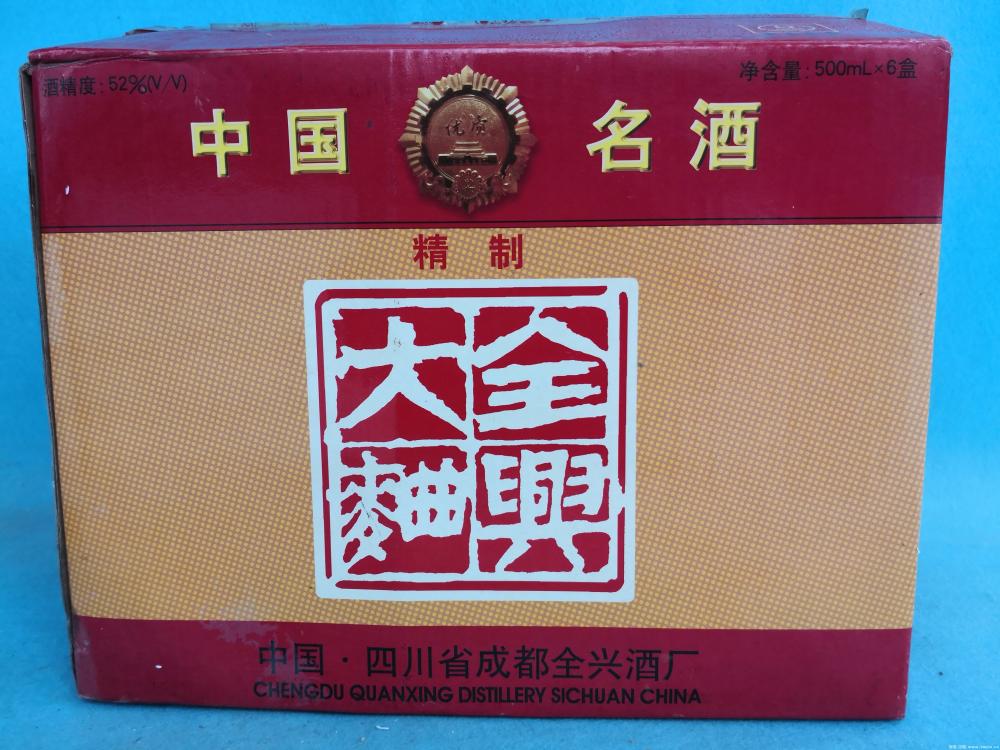 酒精度:52%(V/V)
净含量:500mL×6盒
中国 优质 名酒
精制
全興
大麯
中国·四川省成都全兴酒厂
CHENGDU QUANXING DISTILLERY SICHUAN CHINA